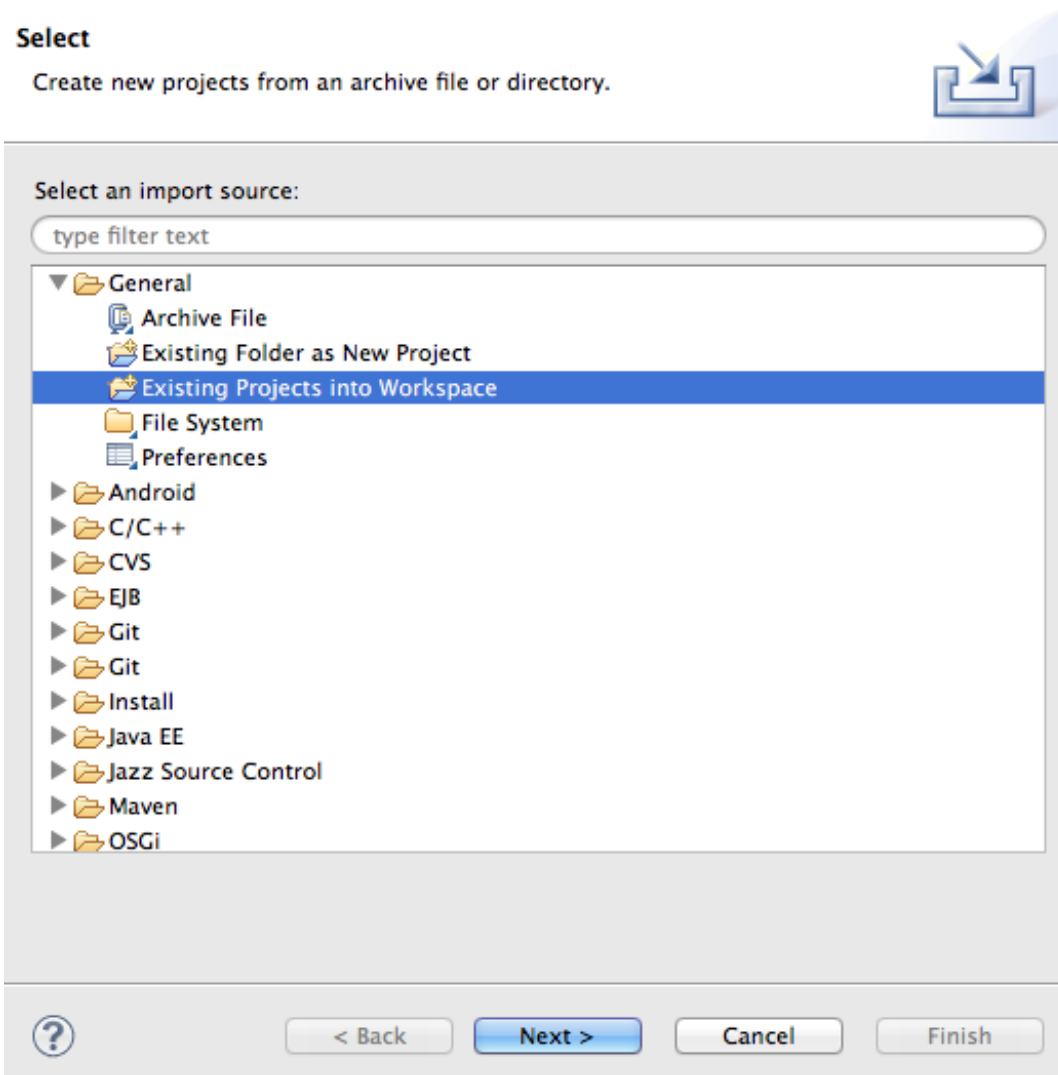 Select
Create new projects from an archive file or directory.
Select an import source:
type filter text
General
Archive File
Existing Folder as New Project
Existing Projects into Workspace
File System
Preferences
Android
C/C++
CVS
EJB
Git
Git
Install
Java EE
Jazz Source Control
Maven
OSGi
?
< Back
Next >
Cancel
Finish